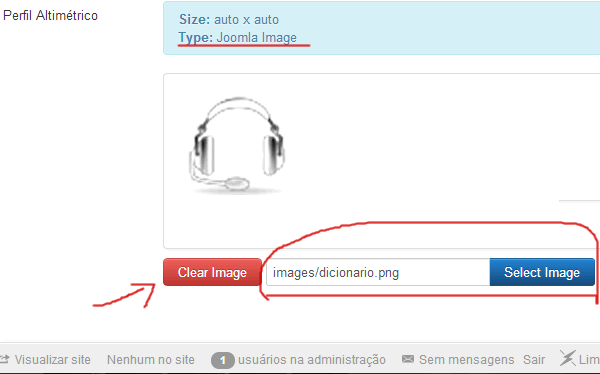 Perfil Altimétrico
Size: auto x auto
Type: Joomla Image
Clear Image
images/dicionario.png
Select Image
Visualizar site
Nenhum no site
1 usuários na administração
Sem mensagens
Sair
Lim